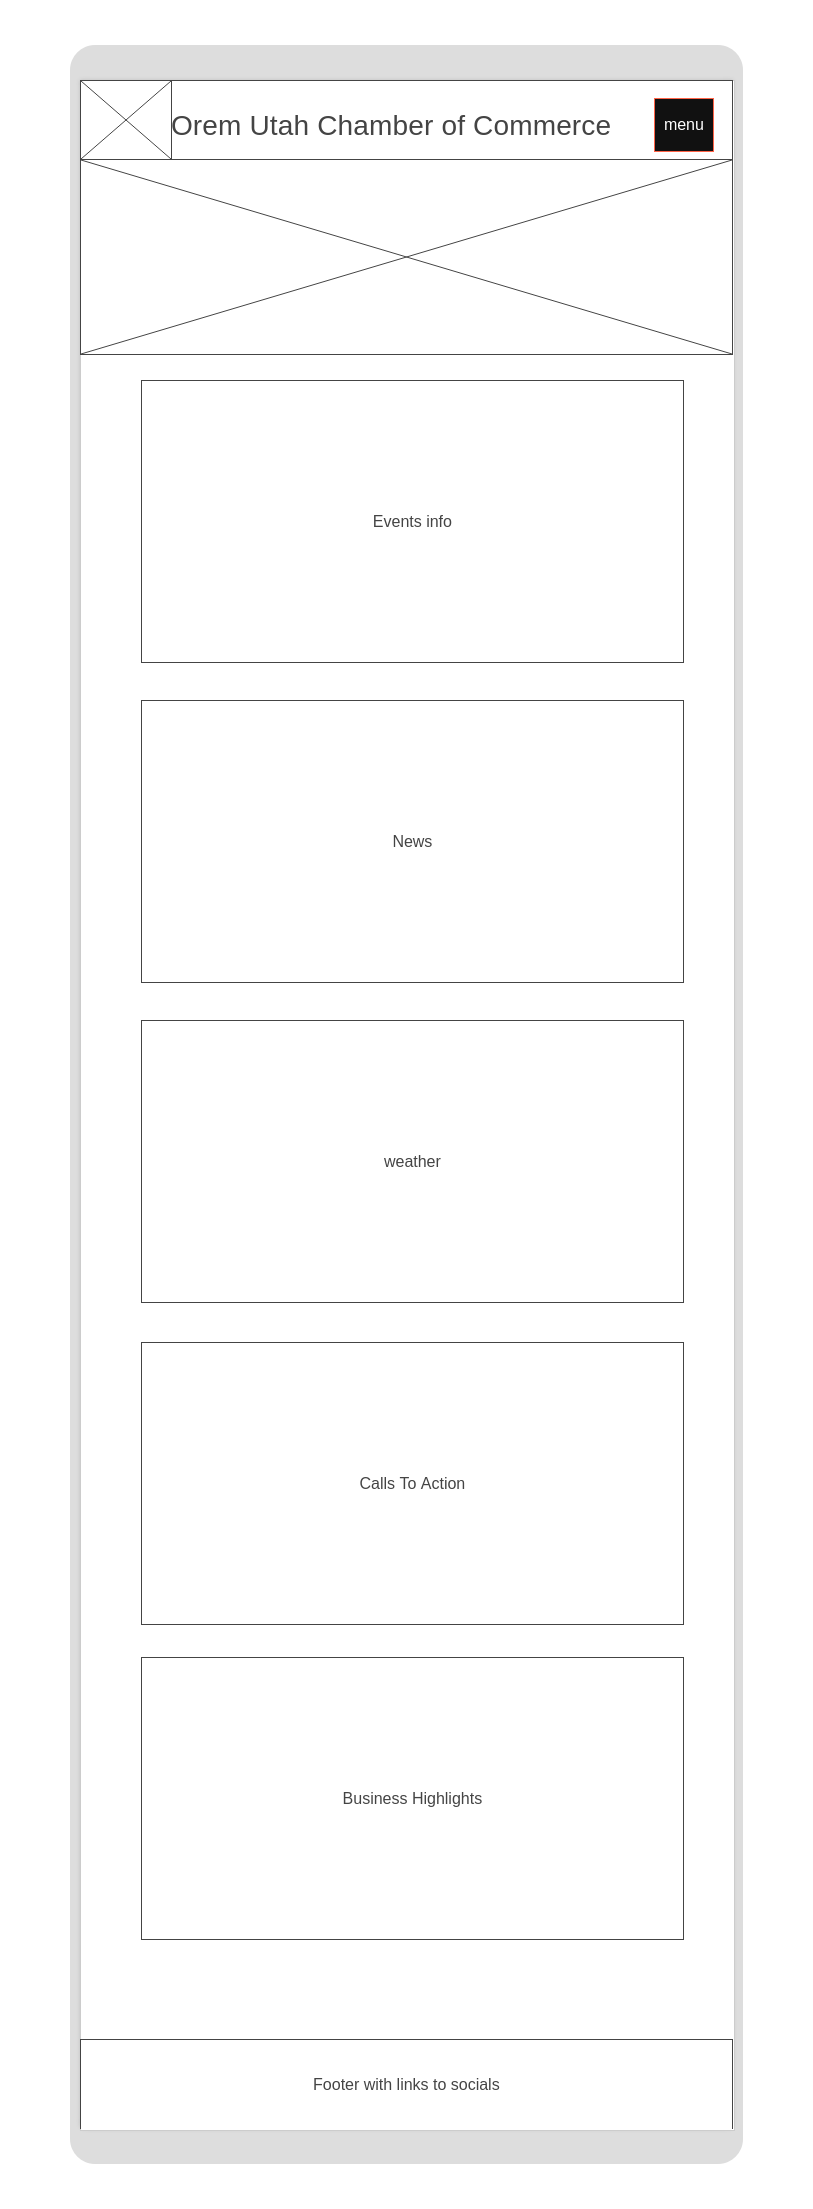 Orem Utah Chamber of Commerce
menu
Events info
News
weather
Calls To Action
Business Highlights
Footer with links to socials